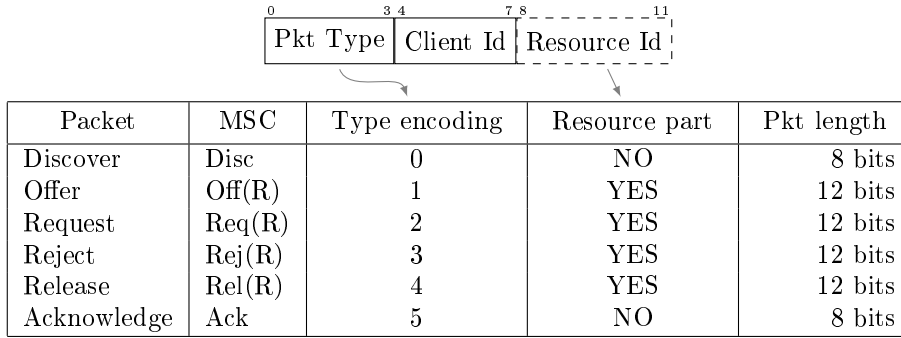 0 3 4 7 8 11
Pkt Type Client Id Resource Id
Packet MSC Type encoding Resource part Pkt length
Discover Disc 0 NO 8 bits
Offer Off(R) 1 YES 12 bits
Request Req(R) 2 YES 12 bits
Reject Rej(R) 3 YES 12 bits
Release Rel(R) 4 YES 12 bits
Acknowledge Ack 5 NO 8 bits